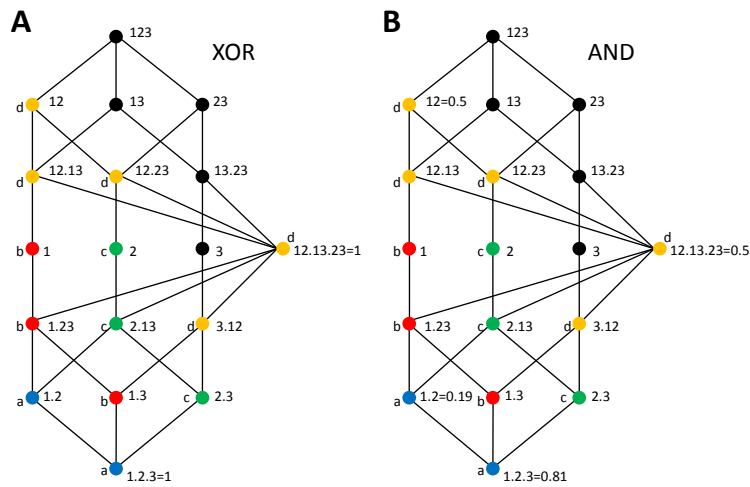 A
123
XOR
d
12
13
23
d
12.13
d
12.23
13.23
b
1
c
2
3
d
12.13.23=1
b
1.23
c
2.13
d
3.12
a
1.2
b
1.3
c
2.3
a
1.2.3=1
B
123
AND
d
12=0.5
13
23
d
12.13
d
12.23
13.23
b
1
c
2
3
d
12.13.23=0.5
b
1.23
c
2.13
d
3.12
a
1.2=0.19
b
1.3
c
2.3
a
1.2.3=0.81